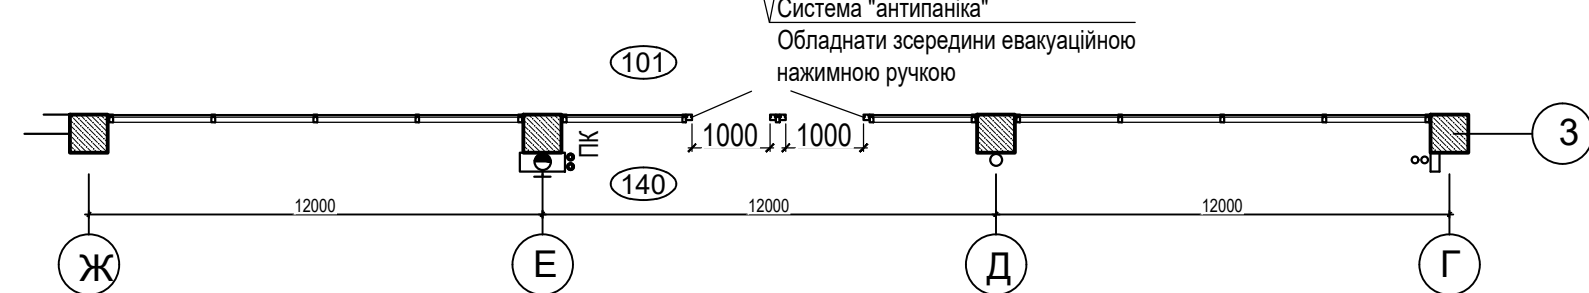 Система "антипаніка"
Обладнати зсередини евакуаційною
нажимною ручкою
101
ПК
1000 1000
3
140
12000 12000 12000
Ж Е Д Г